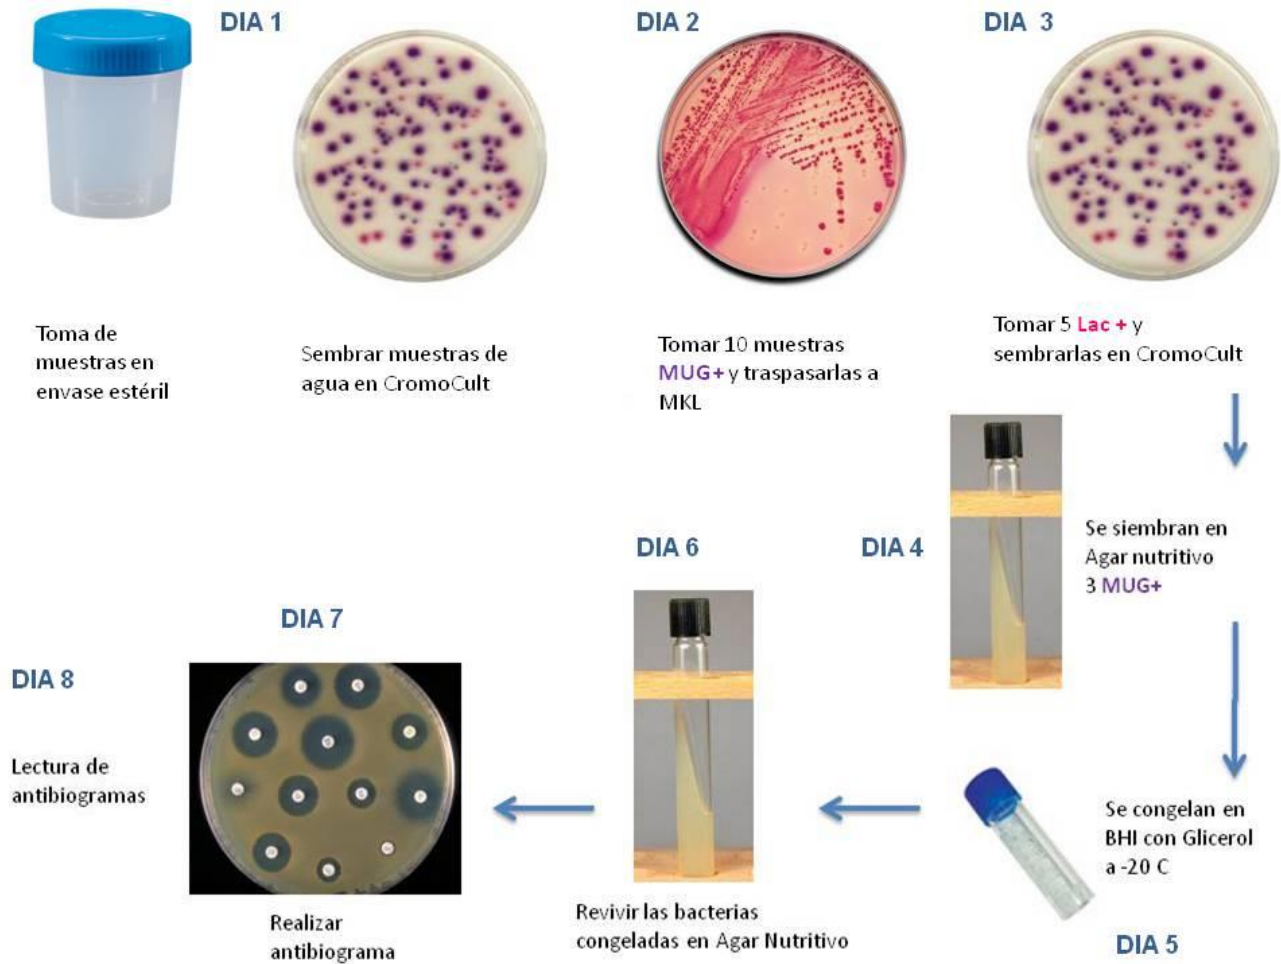 DIA 1
Toma de
muestras en
envase estéril
Sembrar muestras de
agua en CromoCult
DIA 2
Tomar 10 muestras
MUG+ y traspasarlas a
MKL
DIA 3
Tomar 5 Lac + y
sembrarlas en CromoCult
DIA 4
Se siembran en
Agar nutritivo
3 MUG+
Se congelan en
BHI con Glicerol
a -20 C
DIA 5
DIA 6
Revivir las bacterias
congeladas en Agar Nutritivo
DIA 7
Realizar
antibiograma
DIA 8
Lectura de
antibiogramas